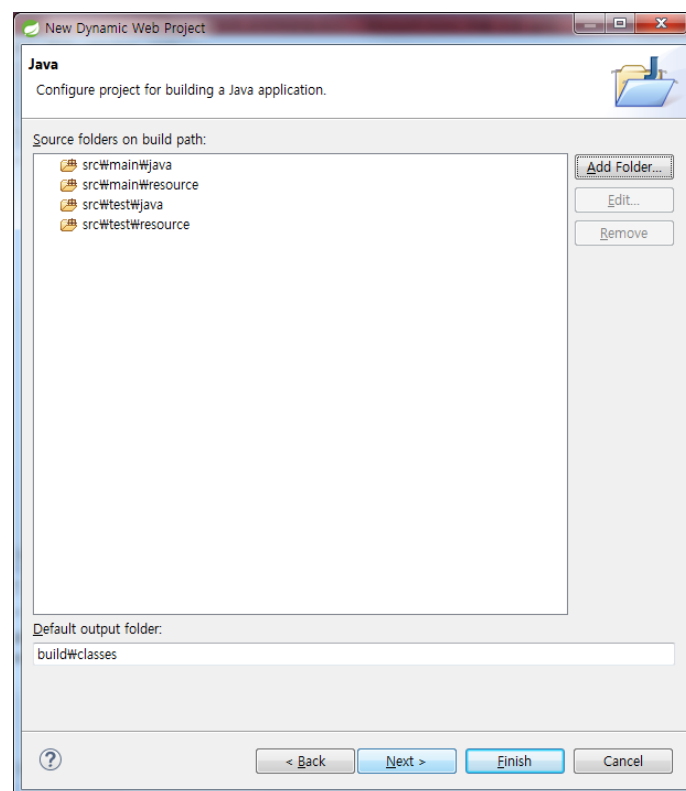 New Dynamic Web Project
Java
Configure project for building a Java application.
Source folders on build path:
src₩main₩java
src₩main₩resource
src₩test₩java
src₩test₩resource
Add Folder...
Edit...
Remove
Default output folder:
build₩classes
?
< Back
Next >
Finish
Cancel